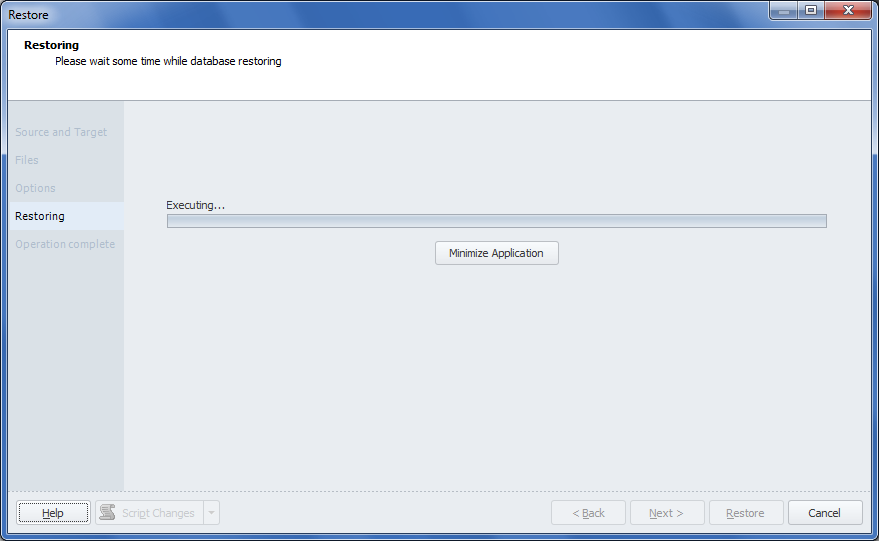 Restore
Restoring
Please wait some time while database restoring
Source and Target
Files
Options
Restoring
Operation complete
Executing...
Minimize Application
Help
Script Changes
< Back
Next >
Restore
Cancel